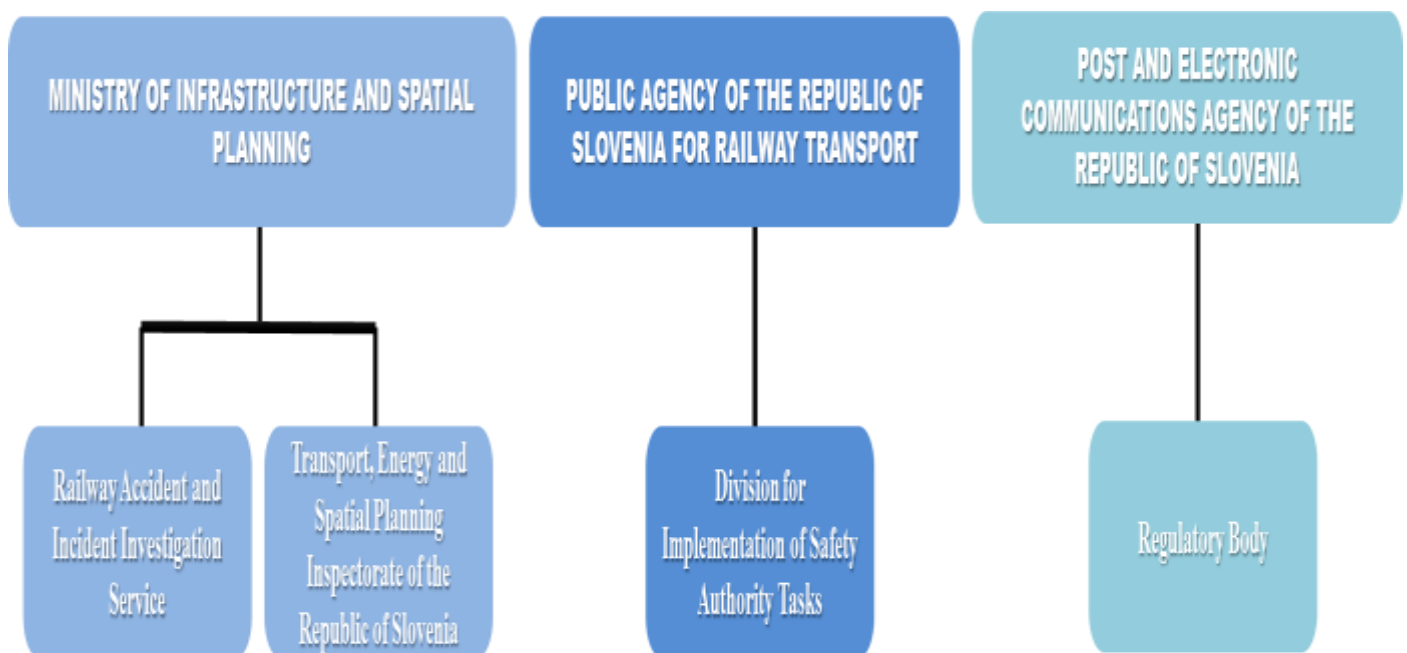 MINISTRY OF INFRASTRUCTURE AND SPATIAL
PLANNING
PUBLIC AGENCY OF THE REPUBLIC OF
SLOVENIA FOR RAILWAY TRANSPORT
POST AND ELECTRONIC
COMMUNICATIONS AGENCY OF THE
REPUBLIC OF SLOVENIA
Railway Accident and
Incident Investigation
Service
Transport, Energy and
Spatial Planning
Inspectorate of the
Republic of Slovenia
Division for
Implementation of Safety
Authority Tasks
Regulatory Body